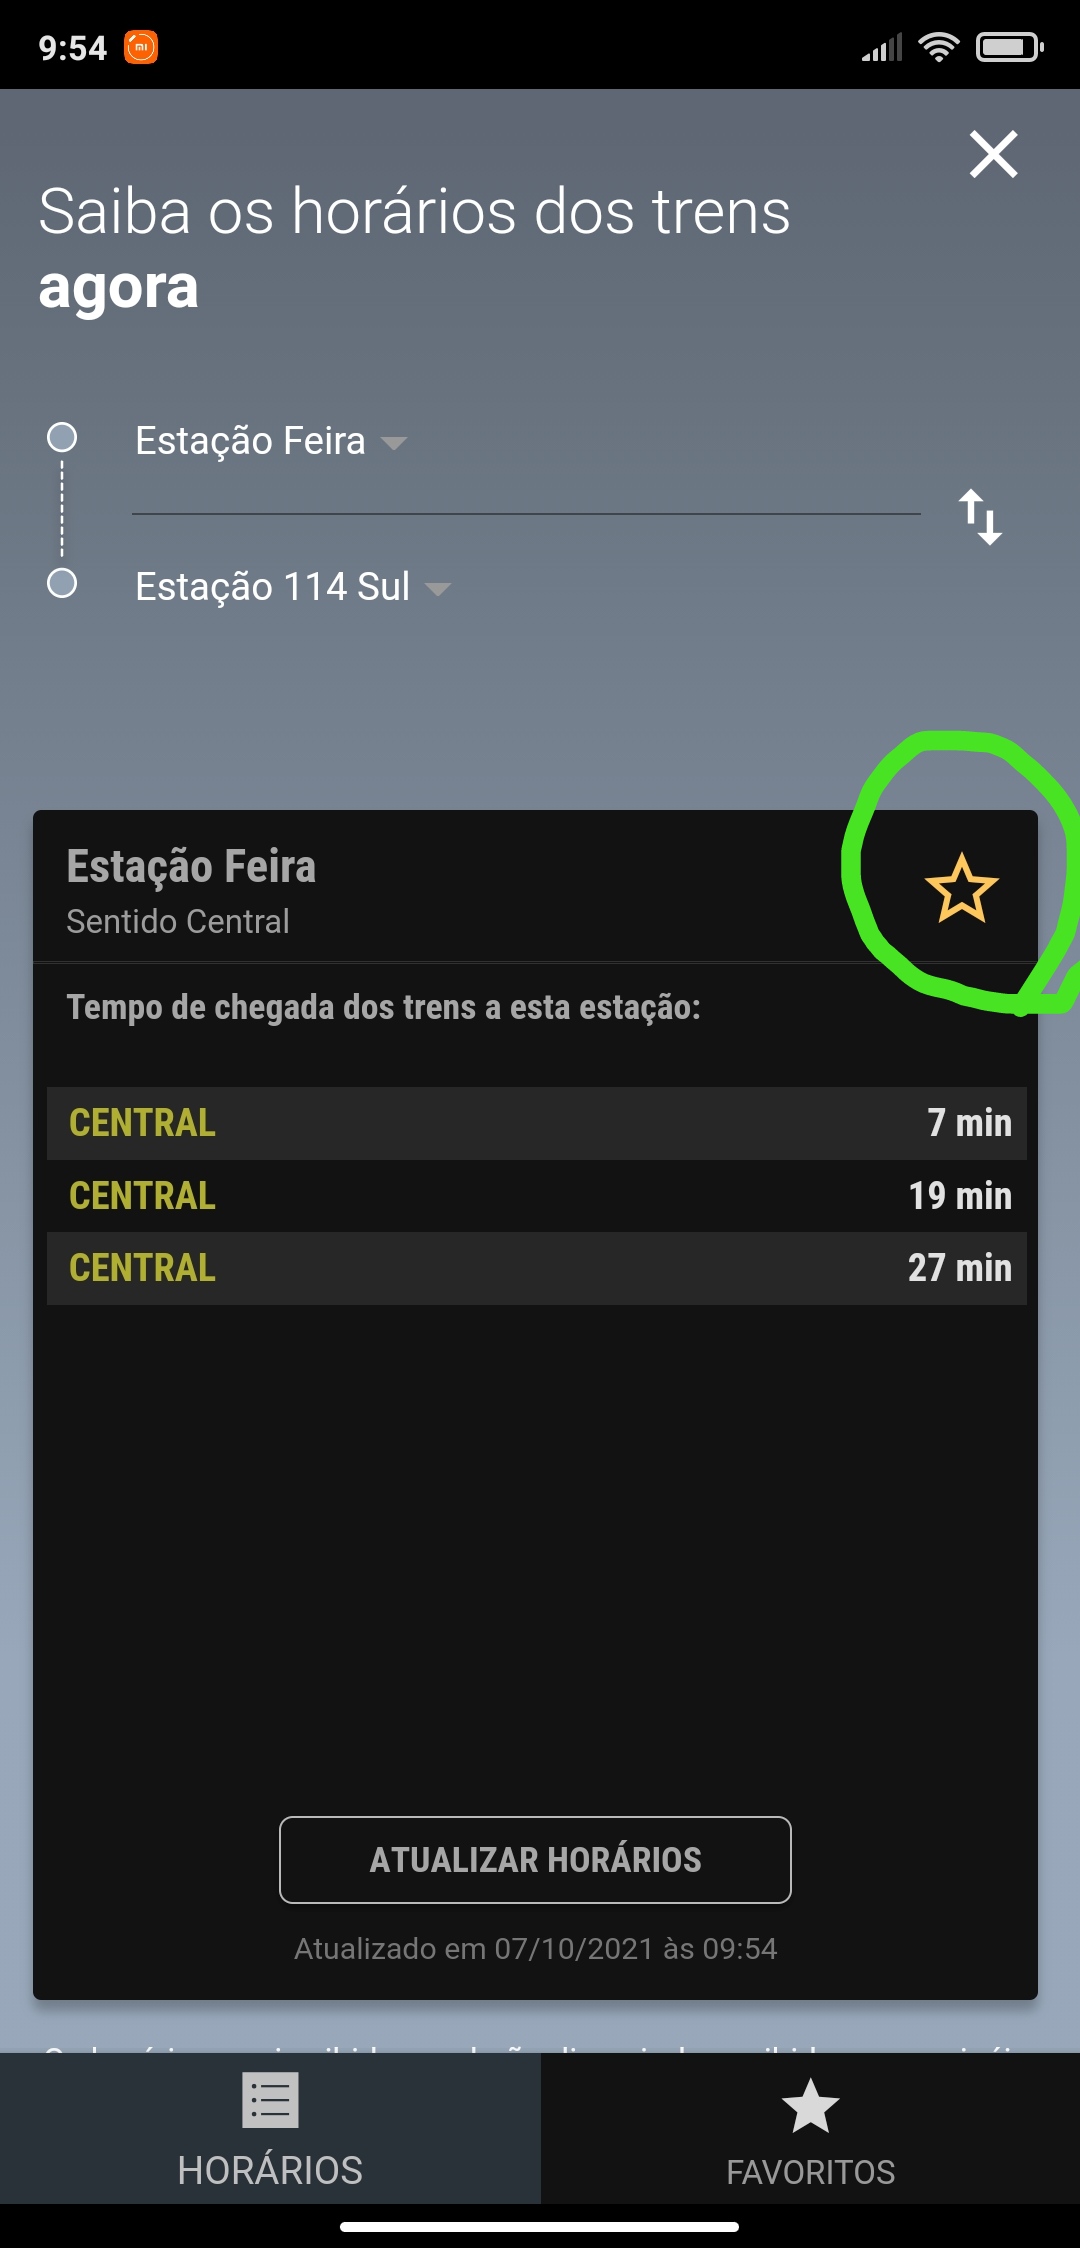 9:54
Saiba os horários dos trens
agora
Estação Feira
Estação 114 Sul
Estação Feira
Sentido Central
Tempo de chegada dos trens a esta estação:
CENTRAL 7 min
CENTRAL 19 min
CENTRAL 27 min
ATUALIZAR HORÁRIOS
Atualizado em 07/10/2021 às 09:54
HORÁRIOS
FAVORITOS